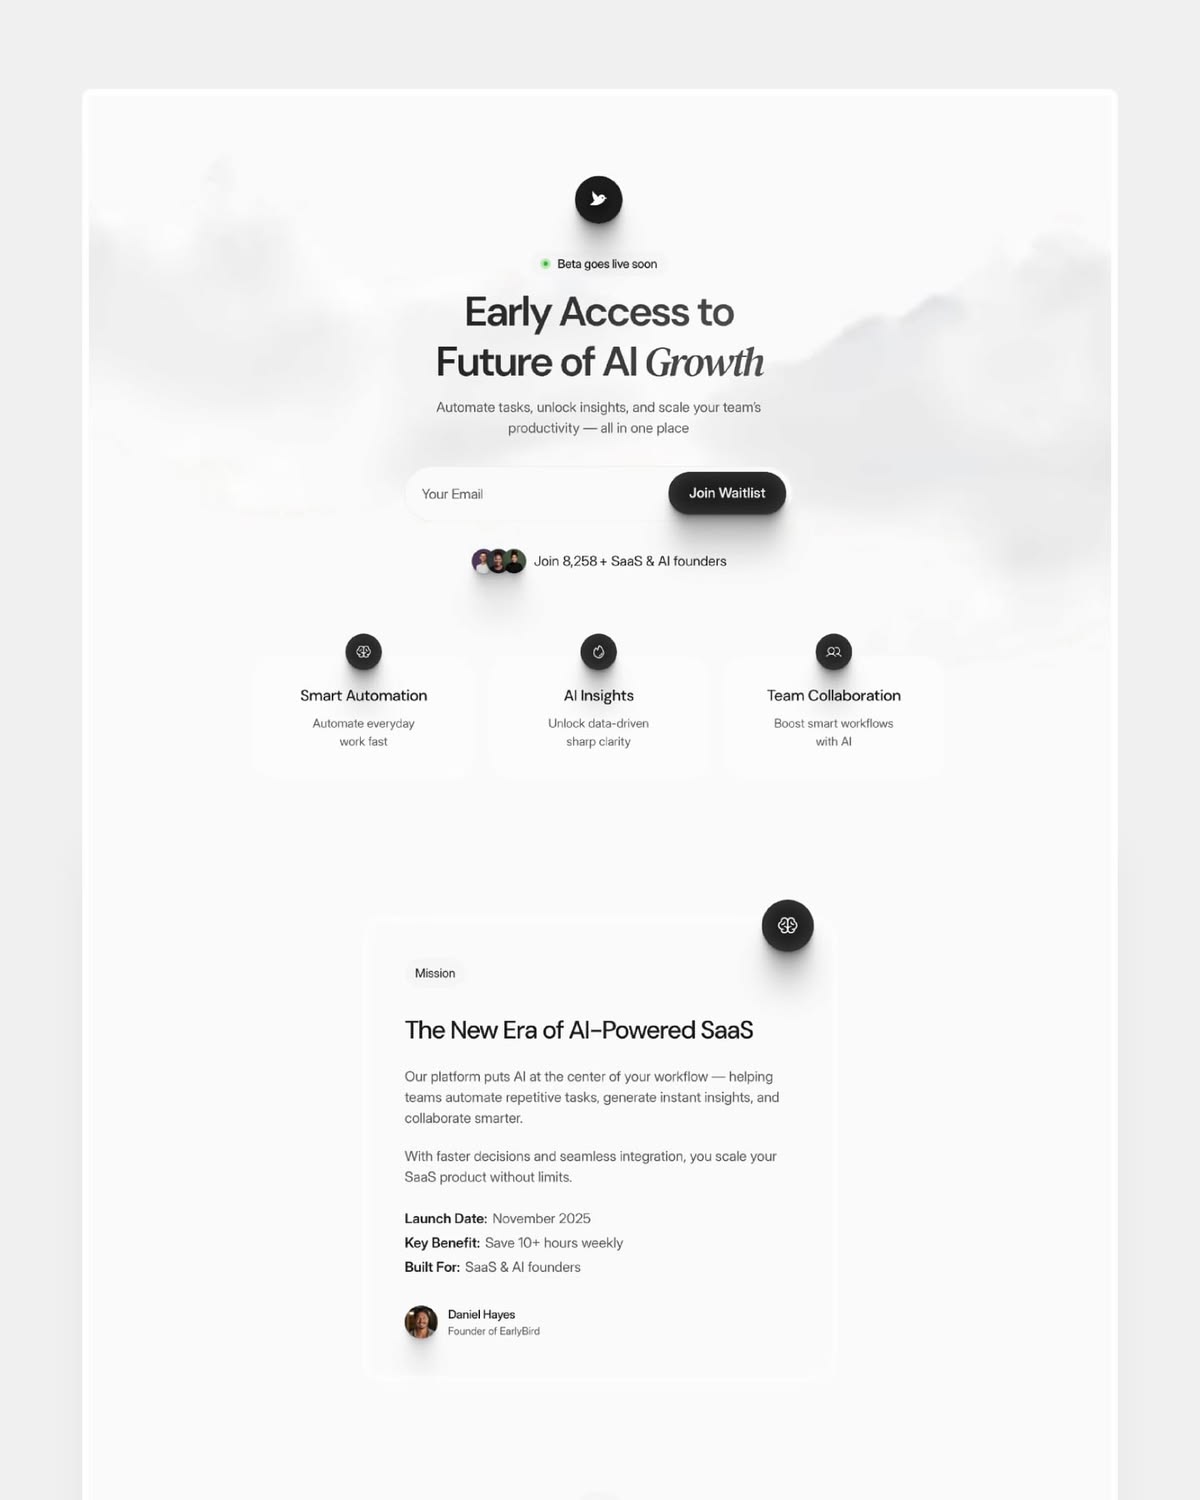 Beta goes live soon
Early Access to
Future of AI Growth
Automate tasks, unlock insights, and scale your team's
productivity — all in one place
Your Email
Join Waitlist
Join 8,258+ SaaS & AI founders
Smart Automation
Automate everyday
work fast
AI Insights
Unlock data-driven
sharp clarity
Team Collaboration
Boost smart workflows
with AI
Mission
The New Era of AI-Powered SaaS
Our platform puts AI at the center of your workflow — helping
teams automate repetitive tasks, generate instant insights, and
collaborate smarter.
With faster decisions and seamless integration, you scale your
SaaS product without limits.
Launch Date: November 2025
Key Benefit: Save 10+ hours weekly
Built For: SaaS & AI founders
Daniel Hayes
Founder of EarlyBird